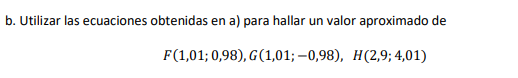 b. Utilizar las ecuaciones obtenidas en a) para hallar un valor aproximado de
F(1,01; 0,98), G(1,01; −0,98), H(2,9; 4,01)